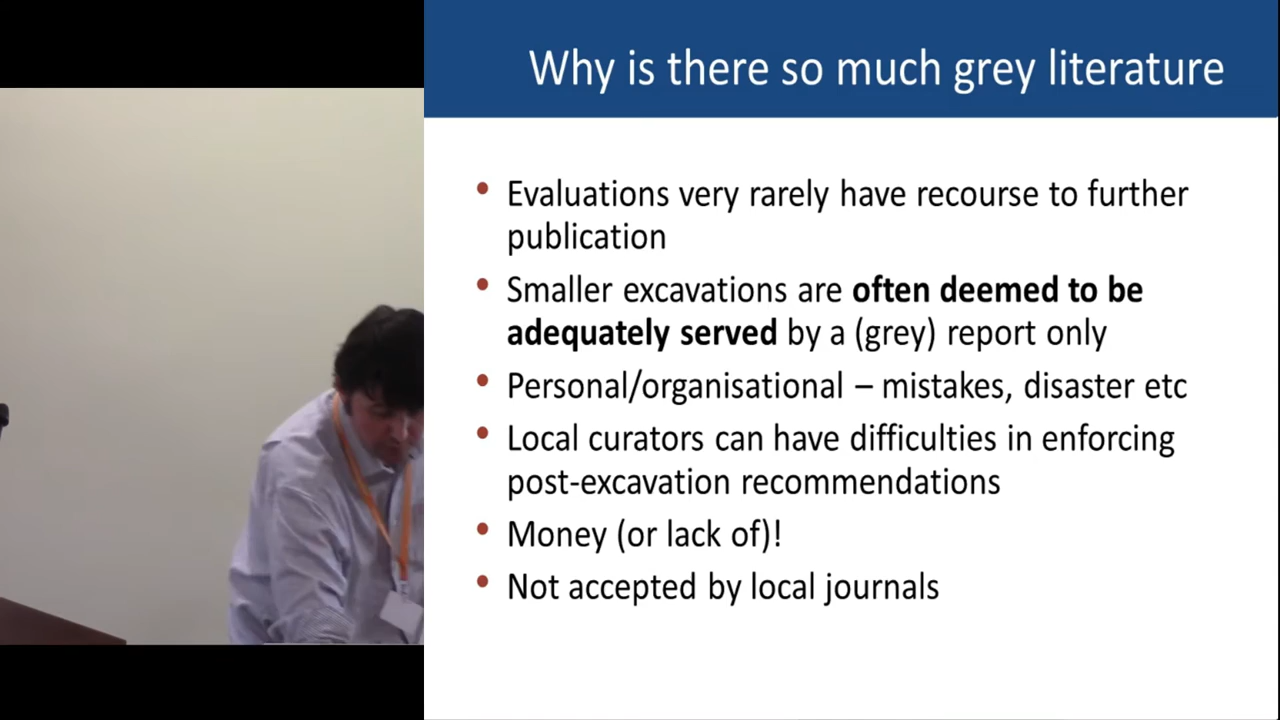 Why is there so much grey literature
• Evaluations very rarely have recourse to further
publication
• Smaller excavations are often deemed to be
adequately served by a (grey) report only
• Personal/organisational – mistakes, disaster etc
• Local curators can have difficulties in enforcing
post-excavation recommendations
• Money (or lack of)!
• Not accepted by local journals